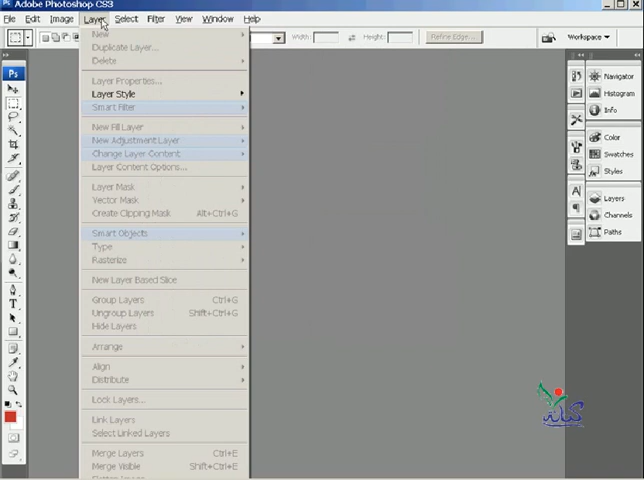 Adobe Photoshop CS3
File Edit Image Layer Select Filter View Window Help
Width: Height: Refine Edge... Workspace
Ps
New
Duplicate Layer...
Delete
Layer Properties...
Layer Style
Smart Filter
New Fill Layer
New Adjustment Layer
Change Layer Content
Layer Content Options...
Layer Mask
Vector Mask
Create Clipping Mask Alt+Ctrl+G
Smart Objects
Type
Rasterize
New Layer Based Slice
Group Layers Ctrl+G
Ungroup Layers Shift+Ctrl+G
Hide Layers
Arrange
Align
Distribute
Lock Layers...
Link Layers
Select Linked Layers
Merge Layers Ctrl+E
Merge Visible Shift+Ctrl+E
Navigator
Histogram
Info
Color
Swatches
Styles
Layers
Channels
Paths